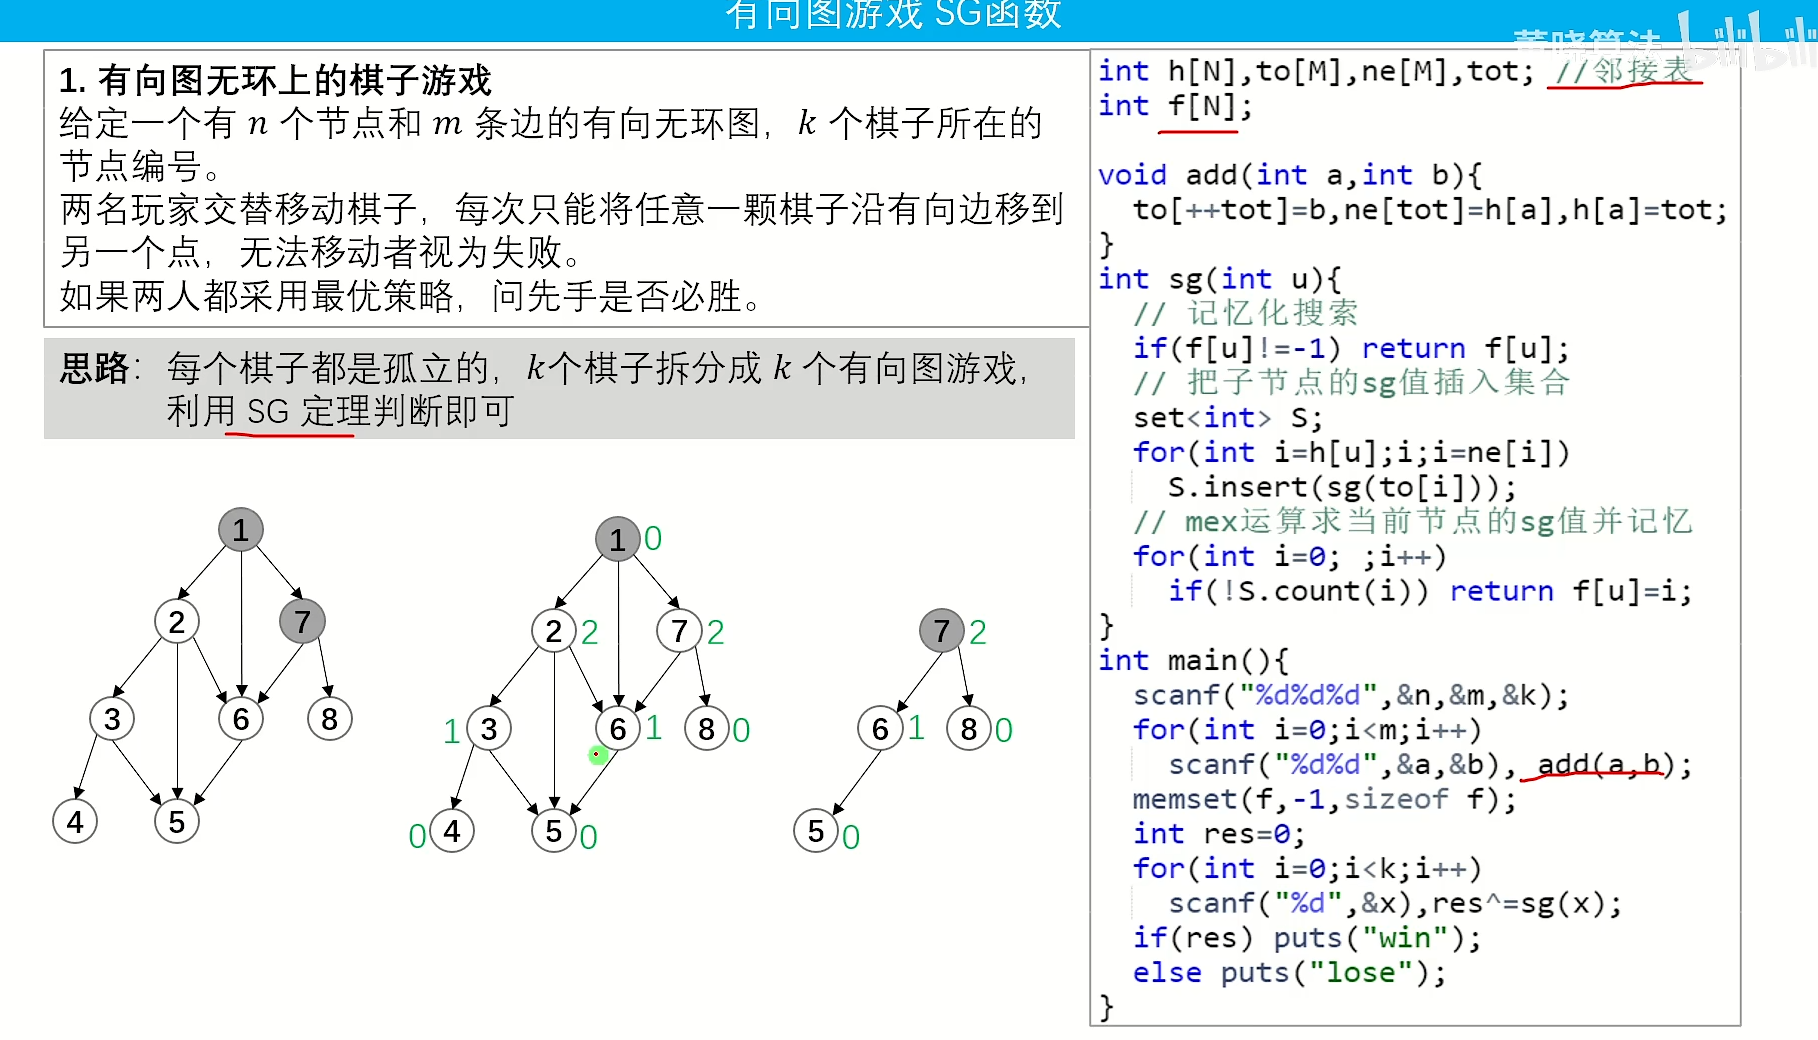 有向图游戏 SG函数
董晓算法 bilibili
1. 有向图无环上的棋子游戏
给定一个有 n 个节点和 m 条边的有向无环图，k 个棋子所在的
节点编号。
两名玩家交替移动棋子，每次只能将任意一颗棋子沿有向边移到
另一个点，无法移动者视为失败。
如果两人都采用最优策略，问先手是否必胜。
思路：每个棋子都是孤立的，k个棋子拆分成 k 个有向图游戏，
利用 SG 定理判断即可
1
2 7
3 6 8
4 5
1 0
2 2 7 2
1 3 6 1 8 0
0 4 5 0
7 2
6 1 8 0
5 0
int h[N],to[M],ne[M],tot; //邻接表
int f[N];
void add(int a,int b){
to[++tot]=b,ne[tot]=h[a],h[a]=tot;
}
int sg(int u){
// 记忆化搜索
if(f[u]!=-1) return f[u];
// 把子节点的sg值插入集合
set<int> S;
for(int i=h[u];i;i=ne[i])
S.insert(sg(to[i]));
// mex运算求当前节点的sg值并记忆
for(int i=0; ;i++)
if(!S.count(i)) return f[u]=i;
}
int main(){
scanf("%d%d%d",&n,&m,&k);
for(int i=0;i<m;i++)
scanf("%d%d",&a,&b), add(a,b);
memset(f,-1,sizeof f);
int res=0;
for(int i=0;i<k;i++)
scanf("%d",&x),res^=sg(x);
if(res) puts("win");
else puts("lose");
}